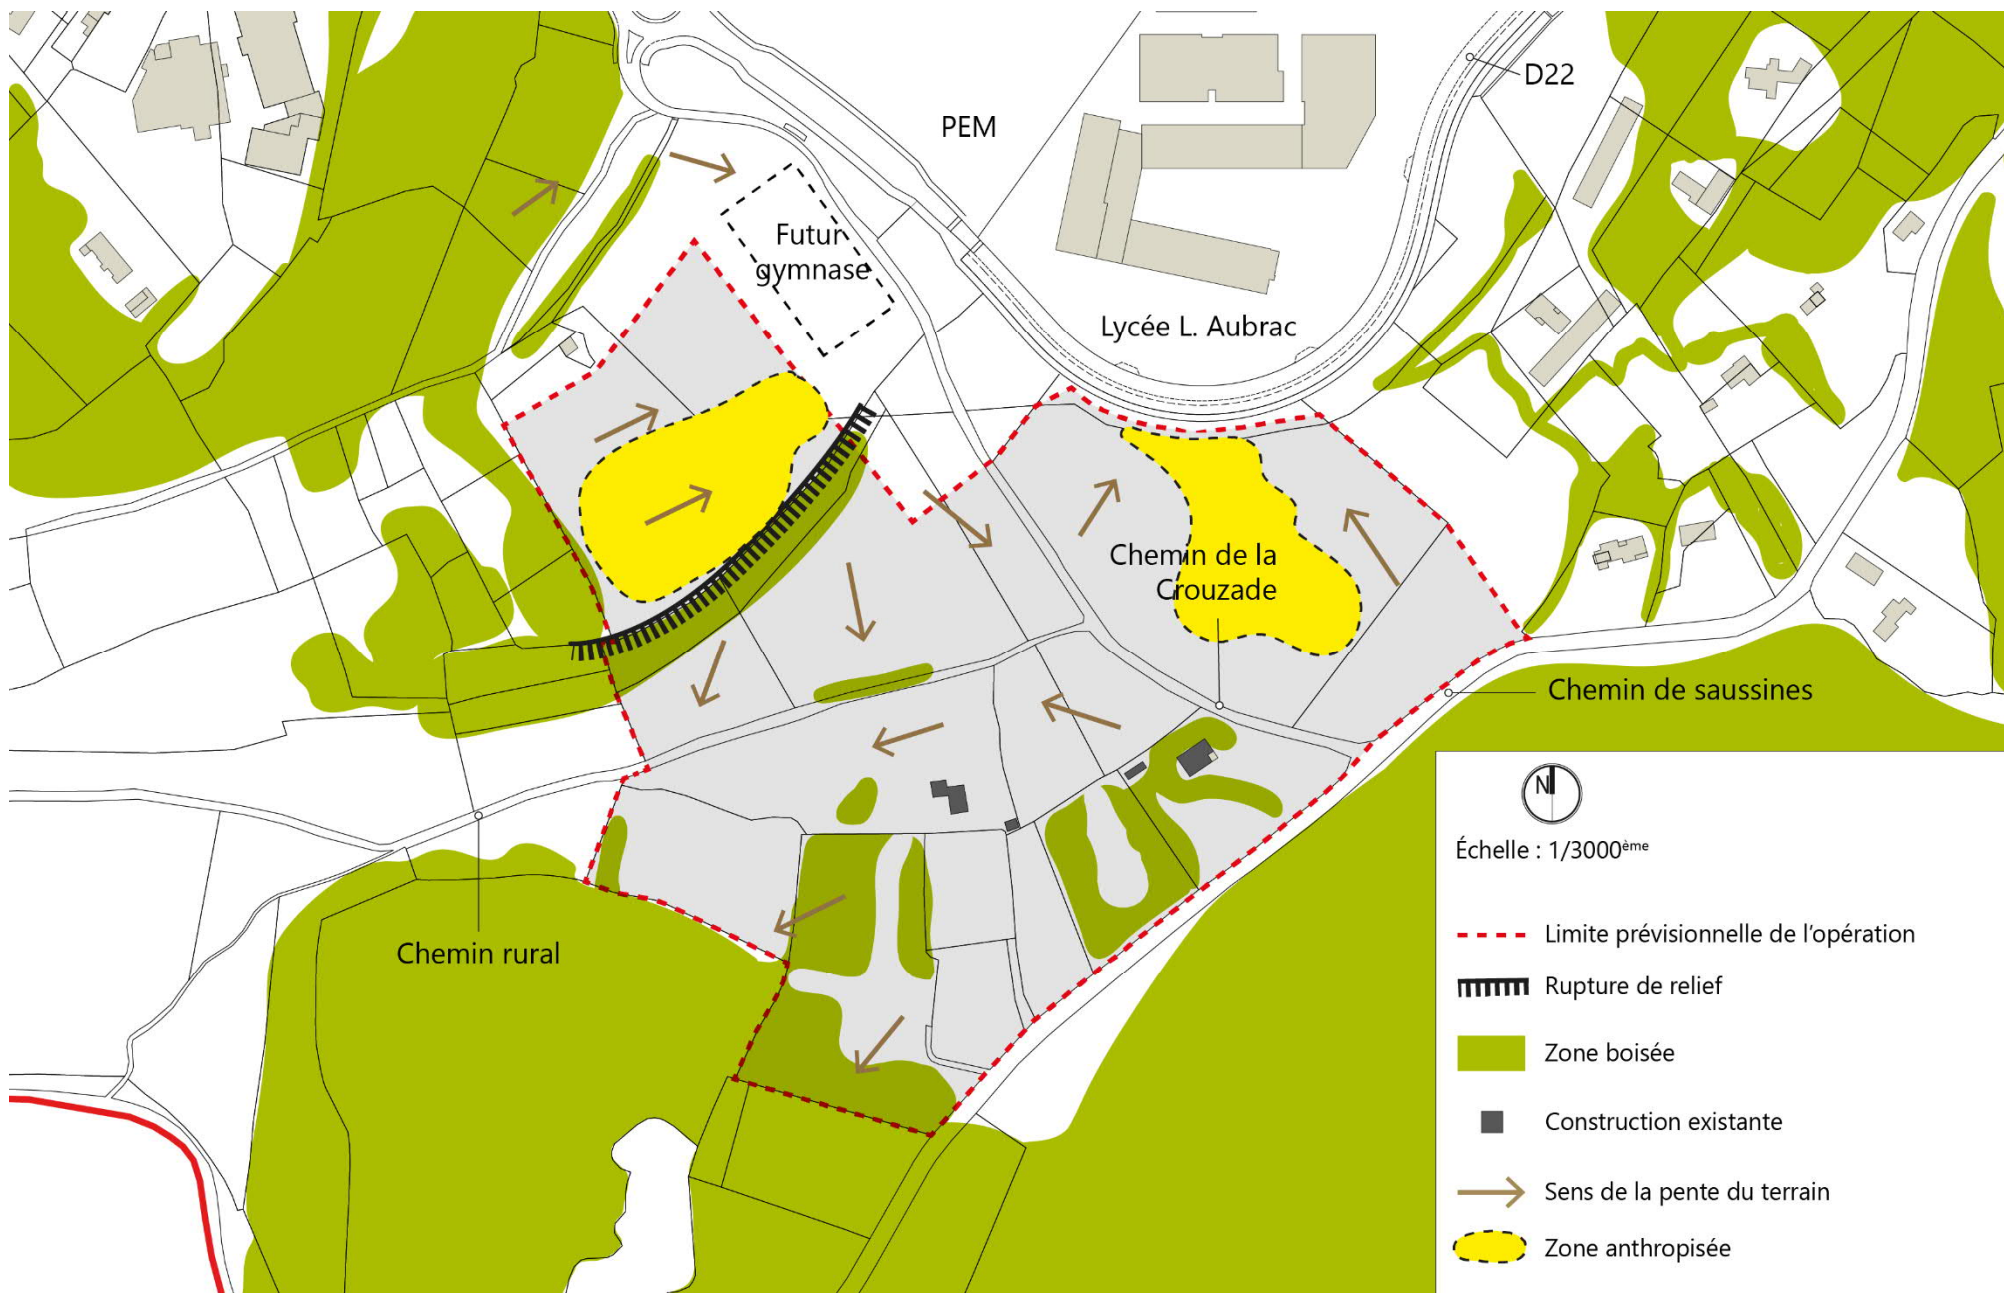 D22
PEM
Futur
gymnase
Lycée L. Aubrac
Chemin de la
Crouzade
Chemin de saussines
Chemin rural
N
Échelle : 1/3000ème
Limite prévisionnelle de l'opération
Rupture de relief
Zone boisée
Construction existante
Sens de la pente du terrain
Zone anthropisée